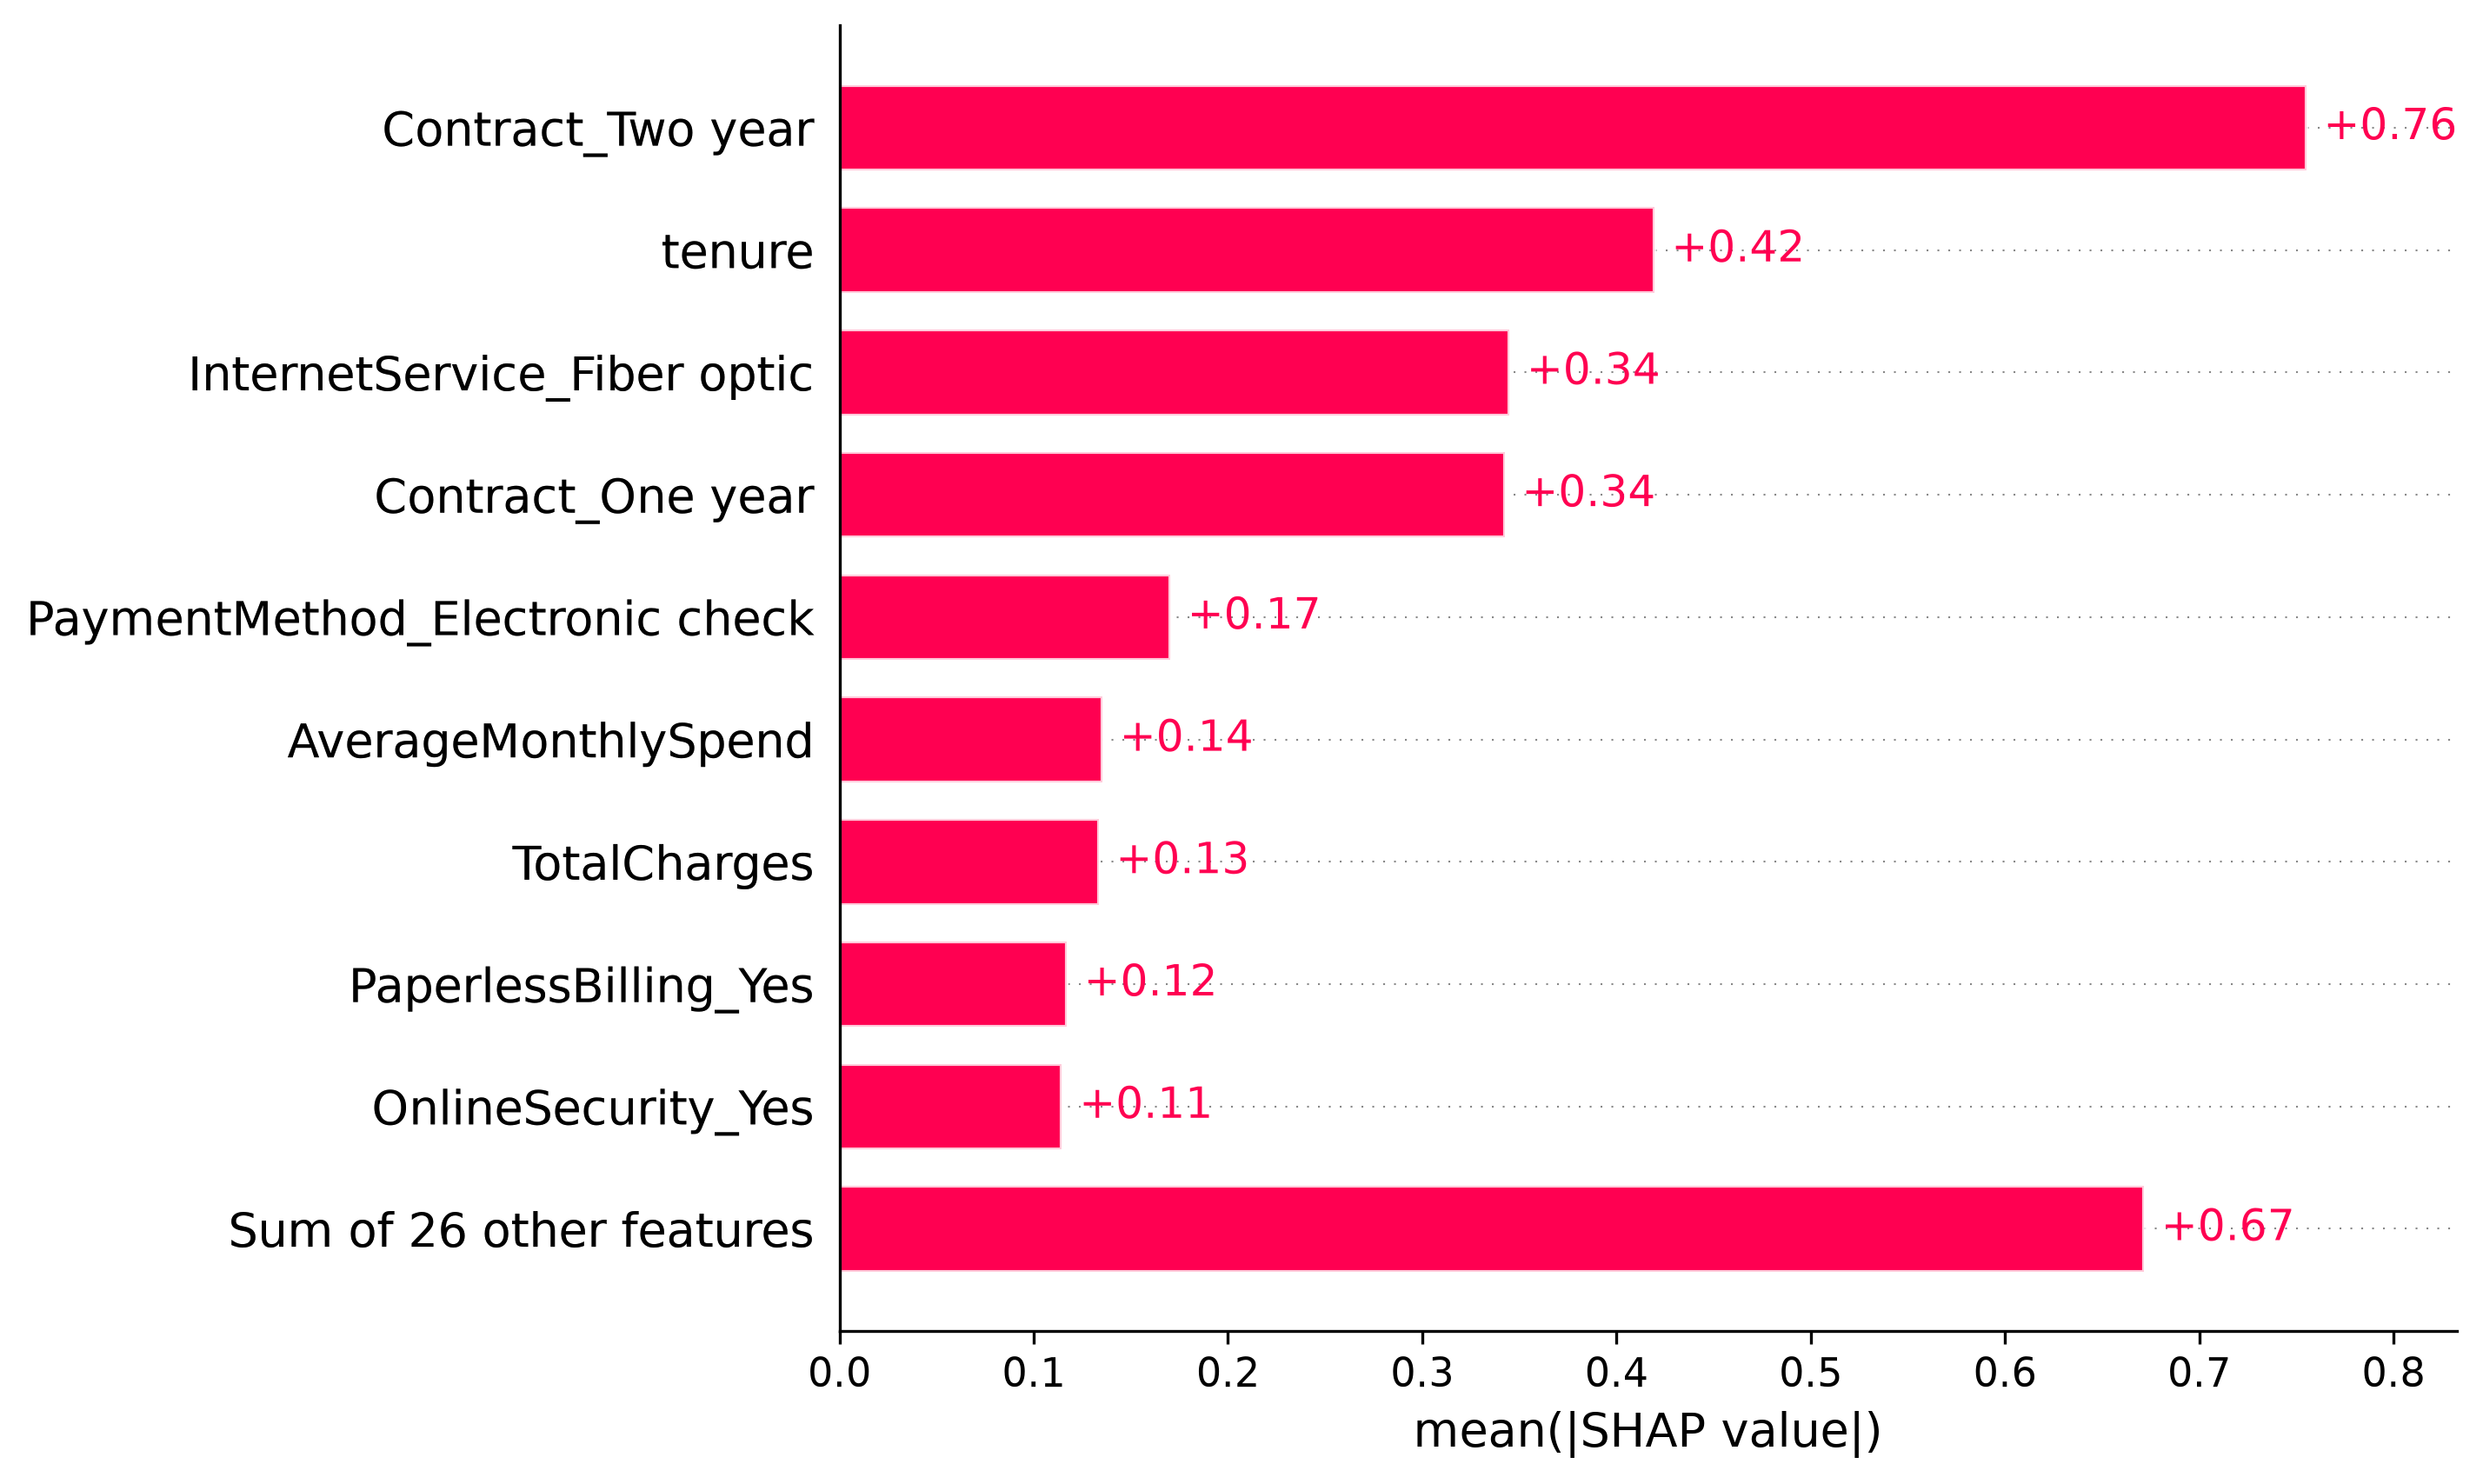 Contract_Two year +0.76
tenure +0.42
InternetService_Fiber optic +0.34
Contract_One year +0.34
PaymentMethod_Electronic check +0.17
AverageMonthlySpend +0.14
TotalCharges +0.13
PaperlessBilling_Yes +0.12
OnlineSecurity_Yes +0.11
Sum of 26 other features +0.67
0.0 0.1 0.2 0.3 0.4 0.5 0.6 0.7 0.8
mean(|SHAP value|)